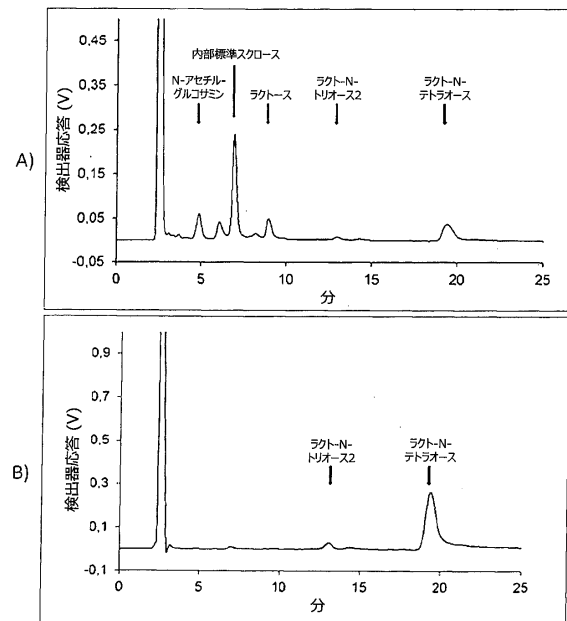 A)
検出器応答 (V)
0,45
0,35
0,25
0,15
0,05
-0,05
内部標準スクロース
N-アセチル-
グルコサミン
ラクトース
ラクト-N-
トリオース2
ラクト-N-
テトラオース
0 5 10 15 20 25
分
B)
検出器応答 (V)
0,9
0,7
0,5
0,3
0,1
-0,1
ラクト-N-
トリオース2
ラクト-N-
テトラオース
0 5 10 15 20 25
分